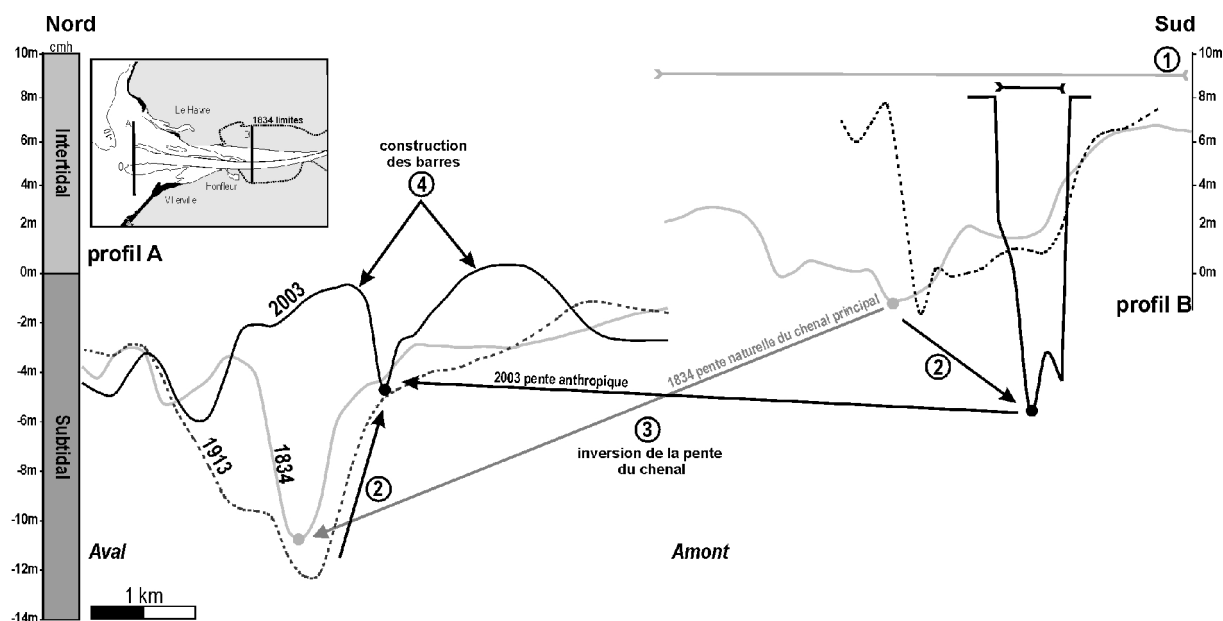 Nord
cmh
10m
8m
6m
4m
2m
0m
-2m
-4m
-6m
-8m
-10m
-12m
-14m
Intertidal
Subtidal
Le Havre
1834 limites
A
Honfleur
profil A
construction
des barres
4
2003
1913
1834
2
Aval
1 km
1834 pente naturelle du chenal principal
2003 pente anthropique
3
inversion de la pente
du chenal
2
Amont
Sud
1
10m
8m
6m
4m
2m
0m
profil B